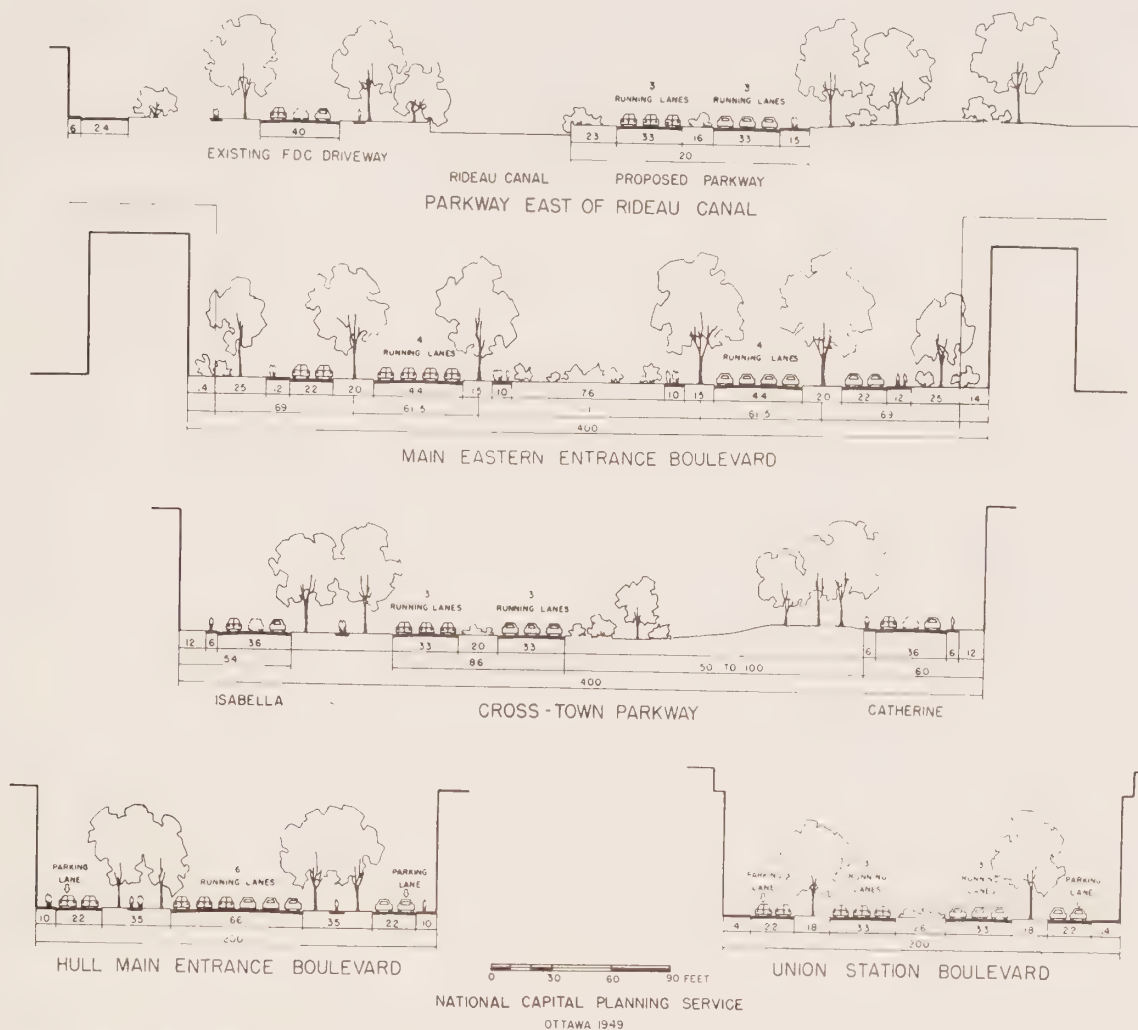 3 3
RUNNING LANES RUNNING LANES
6 24 40 23 33 16 33 15
20
EXISTING FDC DRIVEWAY
RIDEAU CANAL PROPOSED PARKWAY
PARKWAY EAST OF RIDEAU CANAL
4 4
RUNNING LANES RUNNING LANES
25 12 22 20 44 15 10 76 10 15 44 20 22 12 25 14
69 61.5 61.5 69
400
MAIN EASTERN ENTRANCE BOULEVARD
3 3
RUNNING LANES RUNNING LANES
12 6 36 33 20 33 6 36 6 12
54 86 50 TO 100 60
400
ISABELLA CATHERINE
CROSS-TOWN PARKWAY
PARKING LANE 6 RUNNING LANES PARKING LANE
10 22 35 66 35 22 10
200
HULL MAIN ENTRANCE BOULEVARD
PARKING LANE 3 RUNNING LANES 3 RUNNING LANES PARKING LANE
22 18 33 33 18 22
200
UNION STATION BOULEVARD
0 30 60 90 FEET
NATIONAL CAPITAL PLANNING SERVICE
OTTAWA 1949